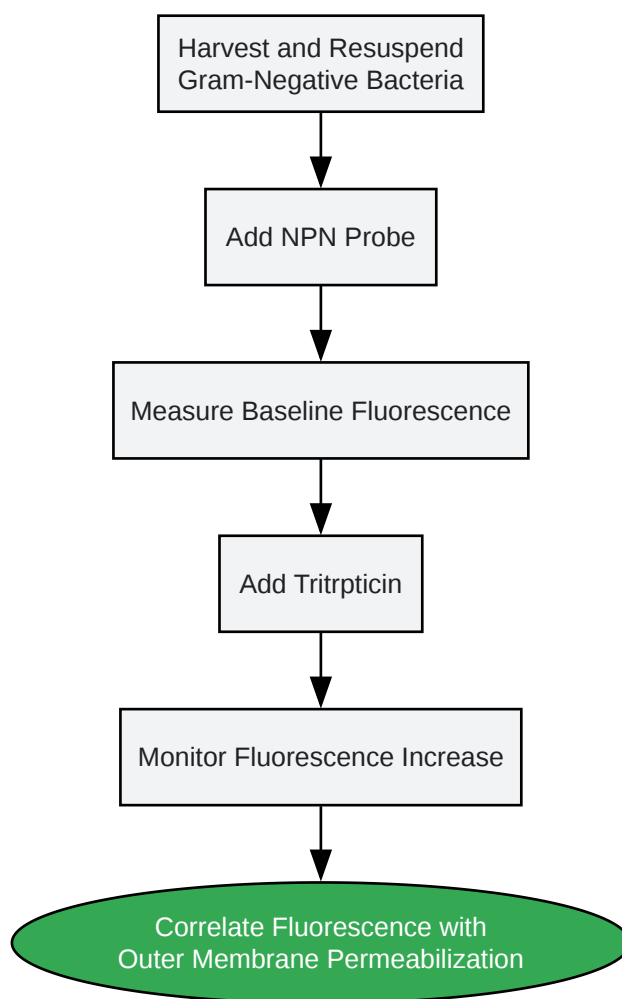 Harvest and Resuspend
Gram-Negative Bacteria
Add NPN Probe
Measure Baseline Fluorescence
Add Tritrpticin
Monitor Fluorescence Increase
Correlate Fluorescence with
Outer Membrane Permeabilization